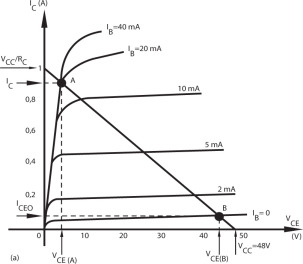 I_C (A)
I_B=40 mA
I_B=20 mA
V_CC/R_C
1
A
I_C
10 mA
0,8
0,6
5 mA
0,4
2 mA
0,2
I_CEO
B
I_B= 0
V_CE
0
10
20
30
40
50
(V)
V_CE (A)
V_CE(B)
V_CC=48V
(a)